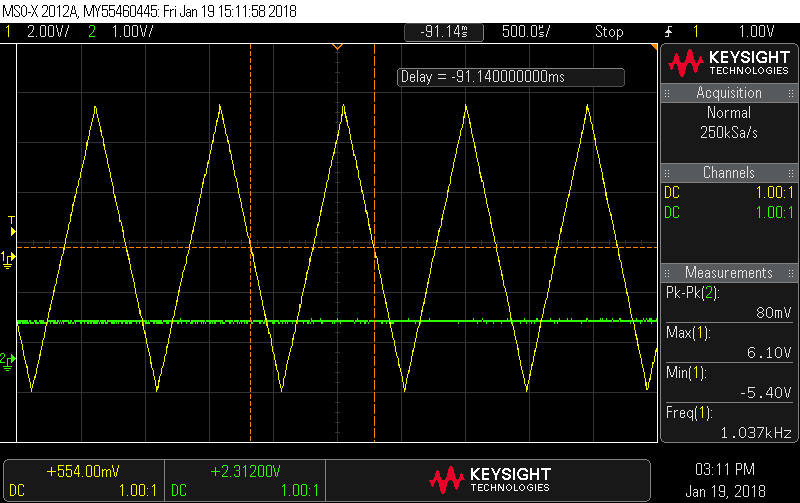 MSO-X 2012A, MY55460445: Fri Jan 19 15:11:58 2018
1 2.00V/ 2 1.00V/ -91.14ms 500.0us/ Stop 1 1.00V
Delay = -91.140000000ms
KEYSIGHT
TECHNOLOGIES
Acquisition
Normal
250kSa/s
Channels
DC 1.00:1
DC 1.00:1
Measurements
Pk-Pk(2):
80mV
Max(1):
6.10V
Min(1):
-5.40V
Freq(1):
1.037kHz
T
1
2
+554.00mV
DC 1.00:1
+2.31200V
DC 1.00:1
KEYSIGHT
TECHNOLOGIES
03:11 PM
Jan 19, 2018